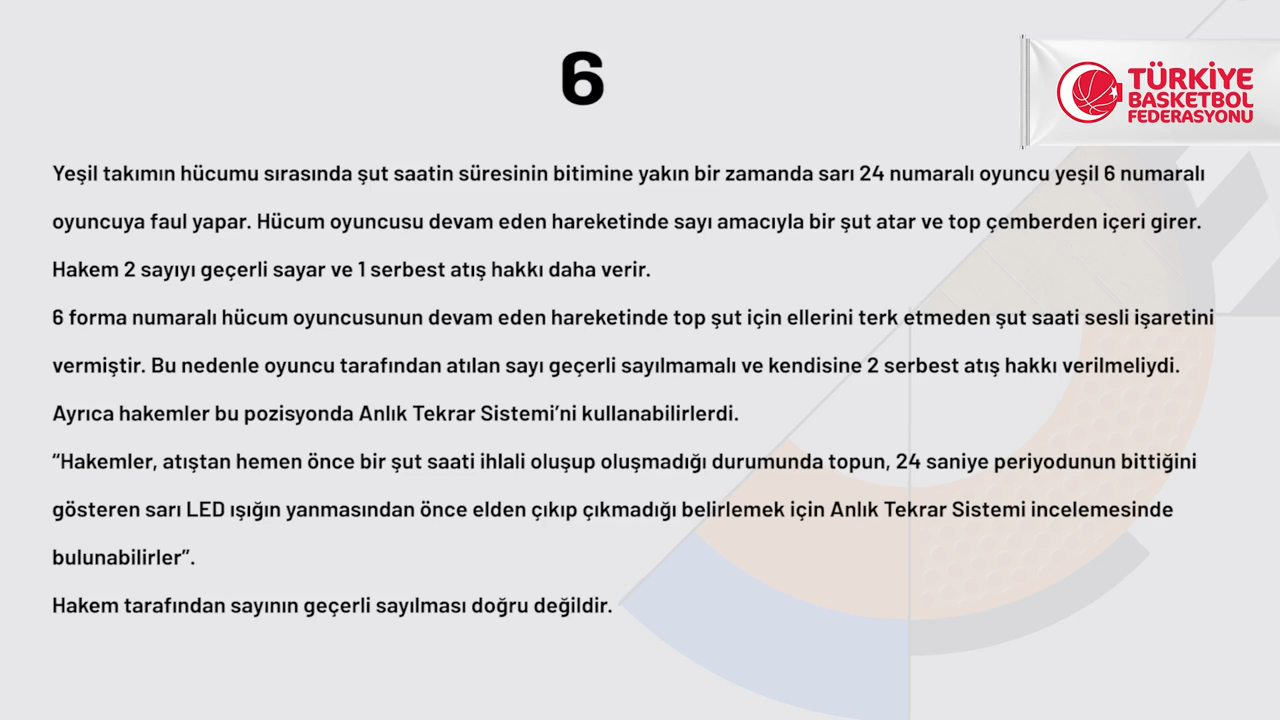 6
TÜRKİYE
BASKETBOL
FEDERASYONU
Yeşil takımın hücumu sırasında şut saatin süresinin bitimine yakın bir zamanda sarı 24 numaralı oyuncu yeşil 6 numaralı
oyuncuya faul yapar. Hücum oyuncusu devam eden hareketinde sayı amacıyla bir şut atar ve top çemberden içeri girer.
Hakem 2 sayıyı geçerli sayar ve 1 serbest atış hakkı daha verir.
6 forma numaralı hücum oyuncusunun devam eden hareketinde top şut için ellerini terk etmeden şut saati sesli işaretini
vermiştir. Bu nedenle oyuncu tarafından atılan sayı geçerli sayılmamalı ve kendisine 2 serbest atış hakkı verilmeliydi.
Ayrıca hakemler bu pozisyonda Anlık Tekrar Sistemi’ni kullanabilirlerdi.
“Hakemler, atıştan hemen önce bir şut saati ihlali oluşup oluşmadığı durumunda topun, 24 saniye periyodunun bittiğini
gösteren sarı LED ışığın yanmasından önce elden çıkıp çıkmadığı belirlemek için Anlık Tekrar Sistemi incelemesinde
bulunabilirler”.
Hakem tarafından sayının geçerli sayılması doğru değildir.